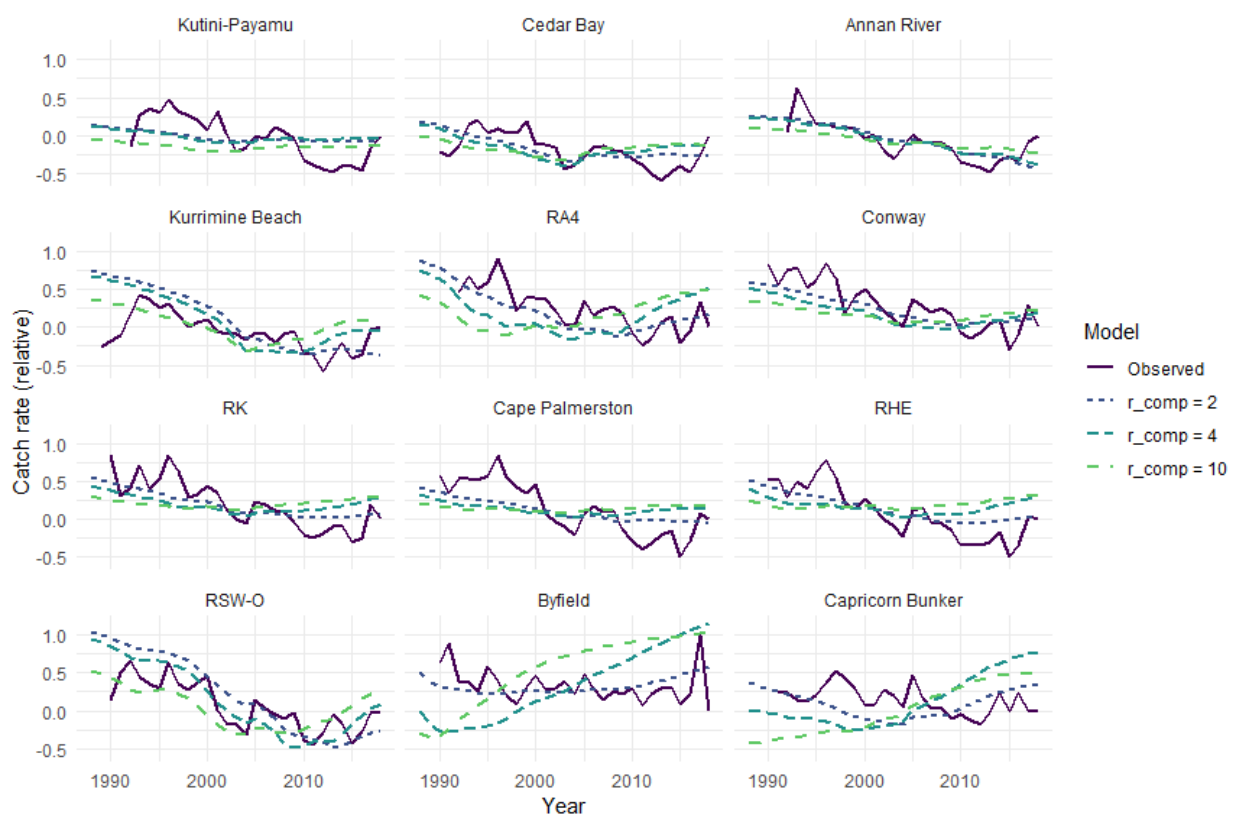 Kutini-Payamu
Cedar Bay
Annan River
1.0
0.5
0.0
-0.5
Kurrimine Beach
RA4
Conway
1.0
0.5
0.0
-0.5
RK
Cape Palmerston
RHE
1.0
0.5
0.0
-0.5
RSW-O
Byfield
Capricorn Bunker
1.0
0.5
0.0
-0.5
1990
2000
2010
1990
2000
2010
1990
2000
2010
Year
Catch rate (relative)
Model
Observed
r_comp = 2
r_comp = 4
r_comp = 10